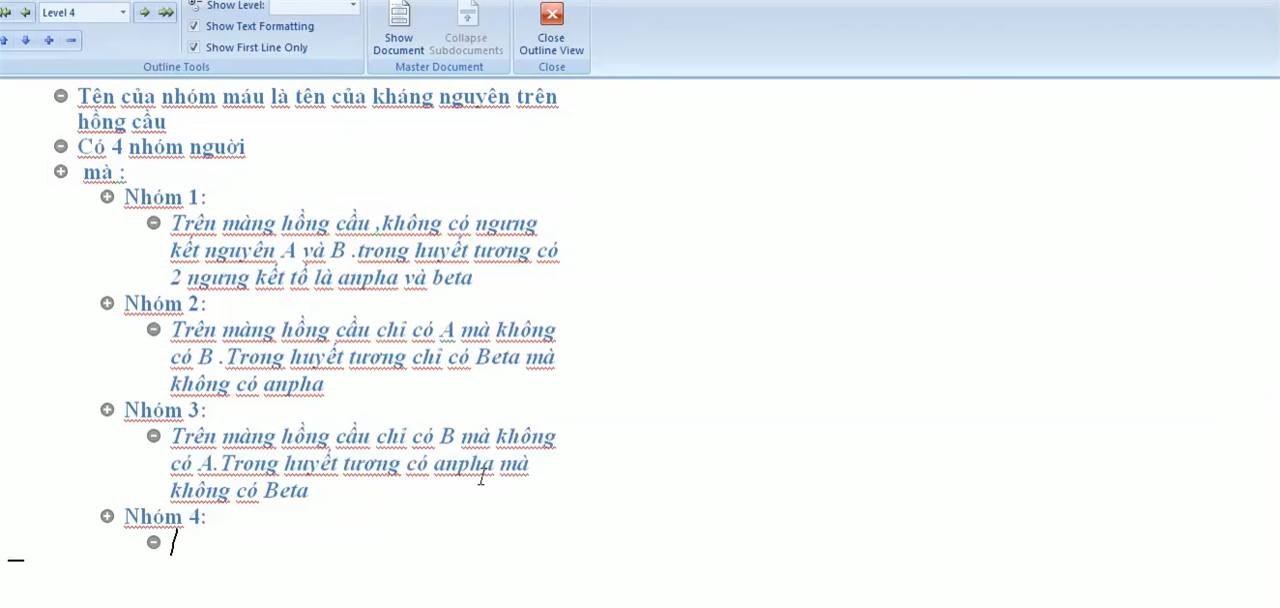 Level 4
Show Level:
Show Text Formatting
Show First Line Only
Outline Tools
Show Document
Collapse Subdocuments
Master Document
Close Outline View
Close
Tên của nhóm máu là tên của kháng nguyên trên
hồng cầu
Có 4 nhóm nguời
mà :
Nhóm 1:
Trên màng hồng cầu ,không có ngưng
kết nguyên A và B .trong huyết tương có
2 ngưng kết tố là anpha và beta
Nhóm 2:
Trên màng hồng cầu chỉ có A mà không
có B .Trong huyết tương chỉ có Beta mà
không có anpha
Nhóm 3:
Trên màng hồng cầu chỉ có B mà không
có A.Trong huyết tương có anpha mà
không có Beta
Nhóm 4: